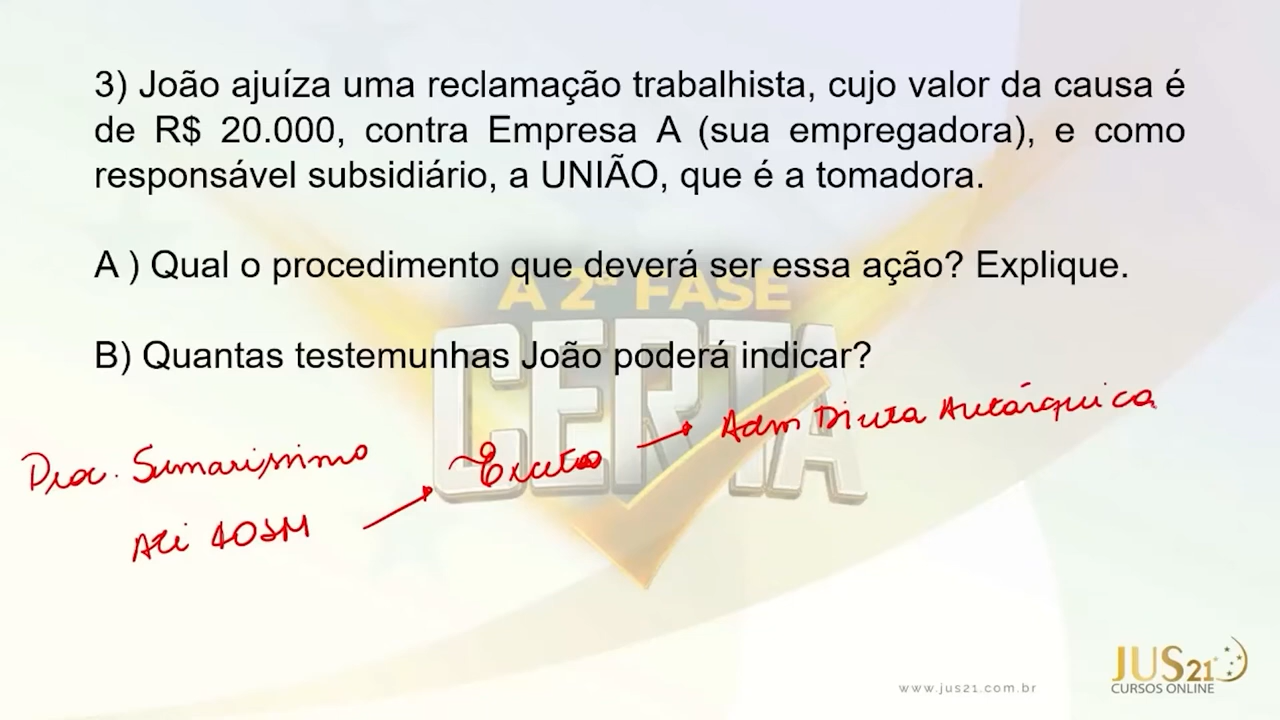 3) João ajuíza uma reclamação trabalhista, cujo valor da causa é
de R$ 20.000, contra Empresa A (sua empregadora), e como
responsável subsidiário, a UNIÃO, que é a tomadora.
A ) Qual o procedimento que deverá ser essa ação? Explique.
A 2ª FASE
B) Quantas testemunhas João poderá indicar?
CERTA
Adm Direta Autárquica
Proc. Sumaríssimo
Exceto
Até 40SM
JUS21
CURSOS ONLINE
www.jus21.com.br